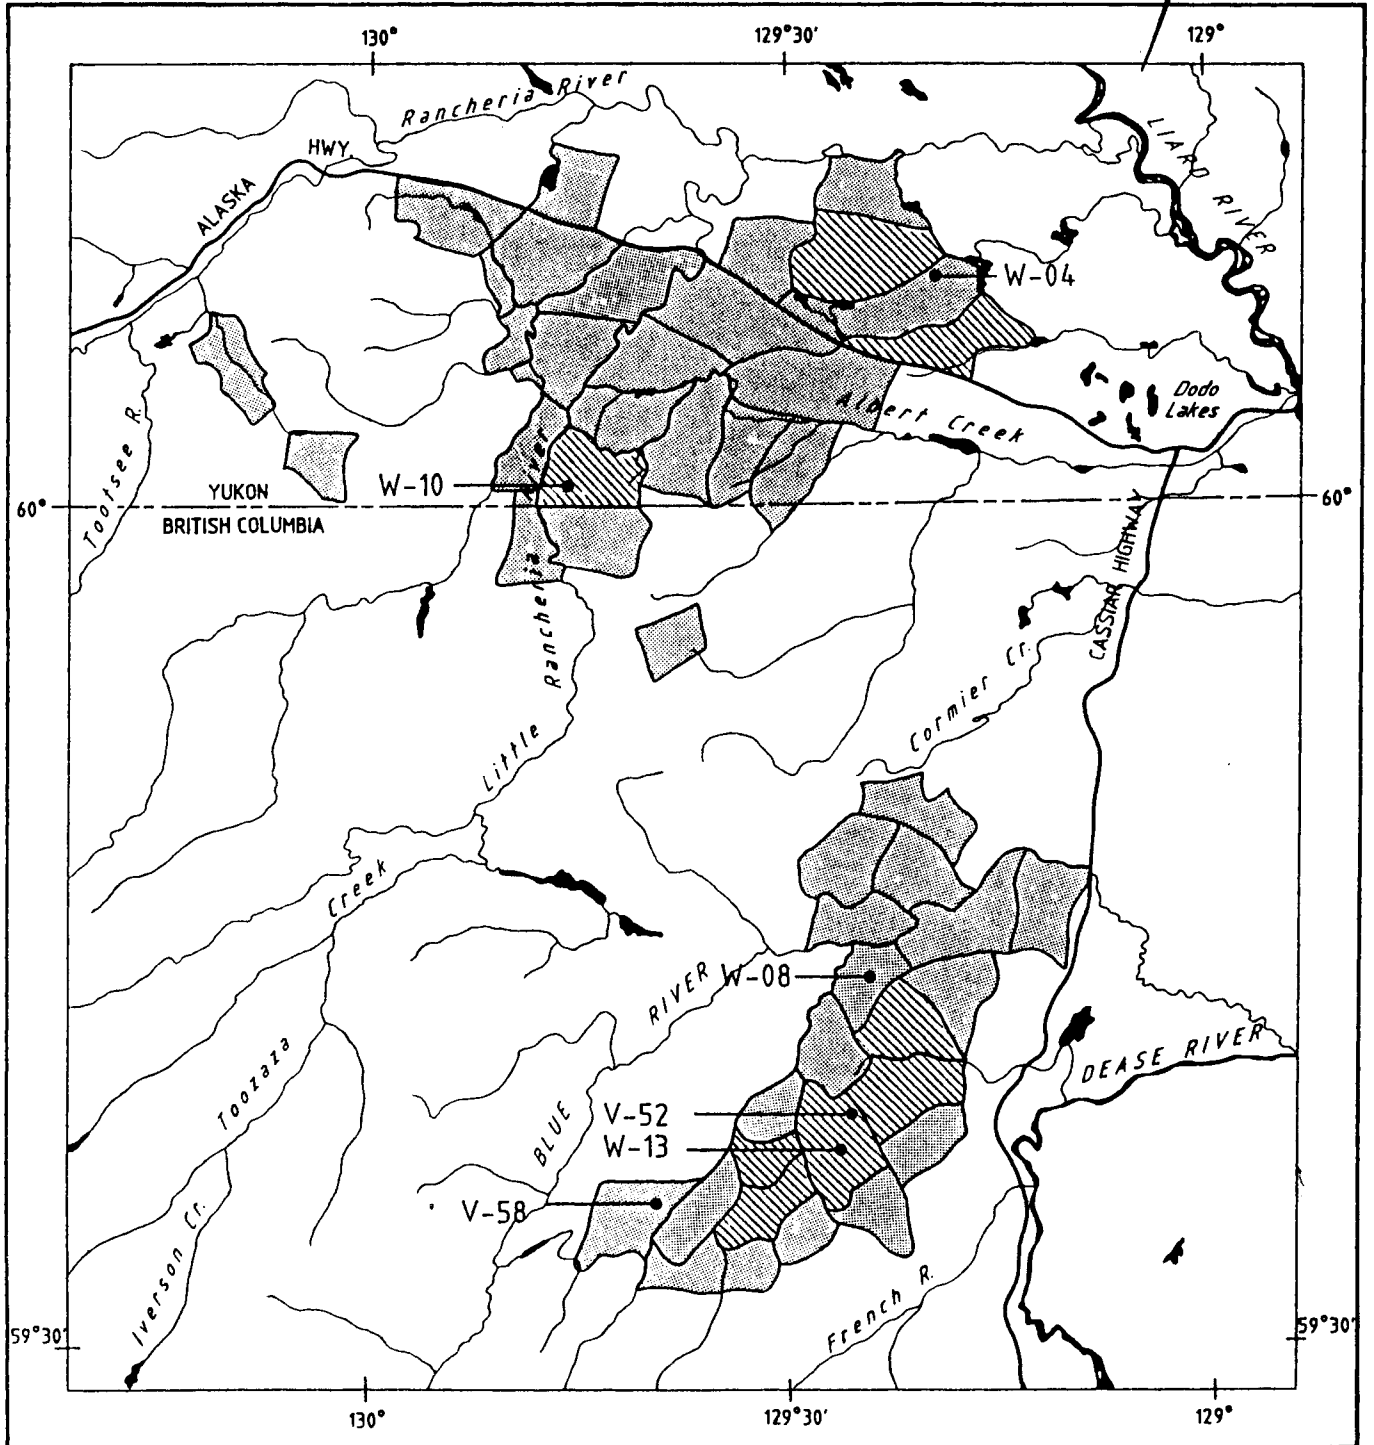 130°
129°30'
129°
Rancheria River
HWY
ALASKA
LIARD RIVER
W-04
Dodo
Lakes
Albert Creek
Tootsee R.
W-10
River
YUKON
60°
60°
BRITISH COLUMBIA
CASSIAR HIGHWAY
Rancheria
Cormier Cr.
Little
Creek
W-08
RIVER
DEASE RIVER
Toozaza
BLUE
V-52
W-13
V-58
Iverson Cr.
French R.
59°30'
59°30'
130°
129°30'
129°